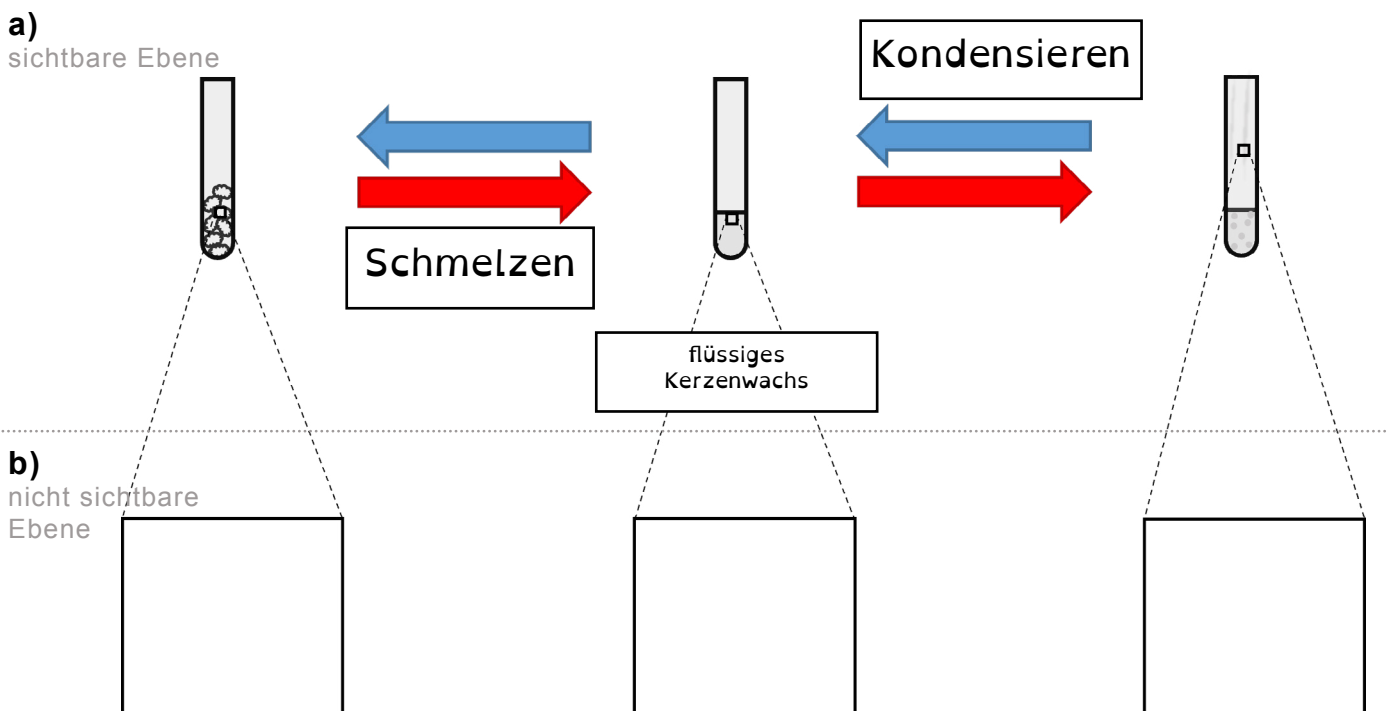 a)
sichtbare Ebene
Kondensieren
Schmelzen
flüssiges
Kerzenwachs
b)
nicht sichtbare
Ebene